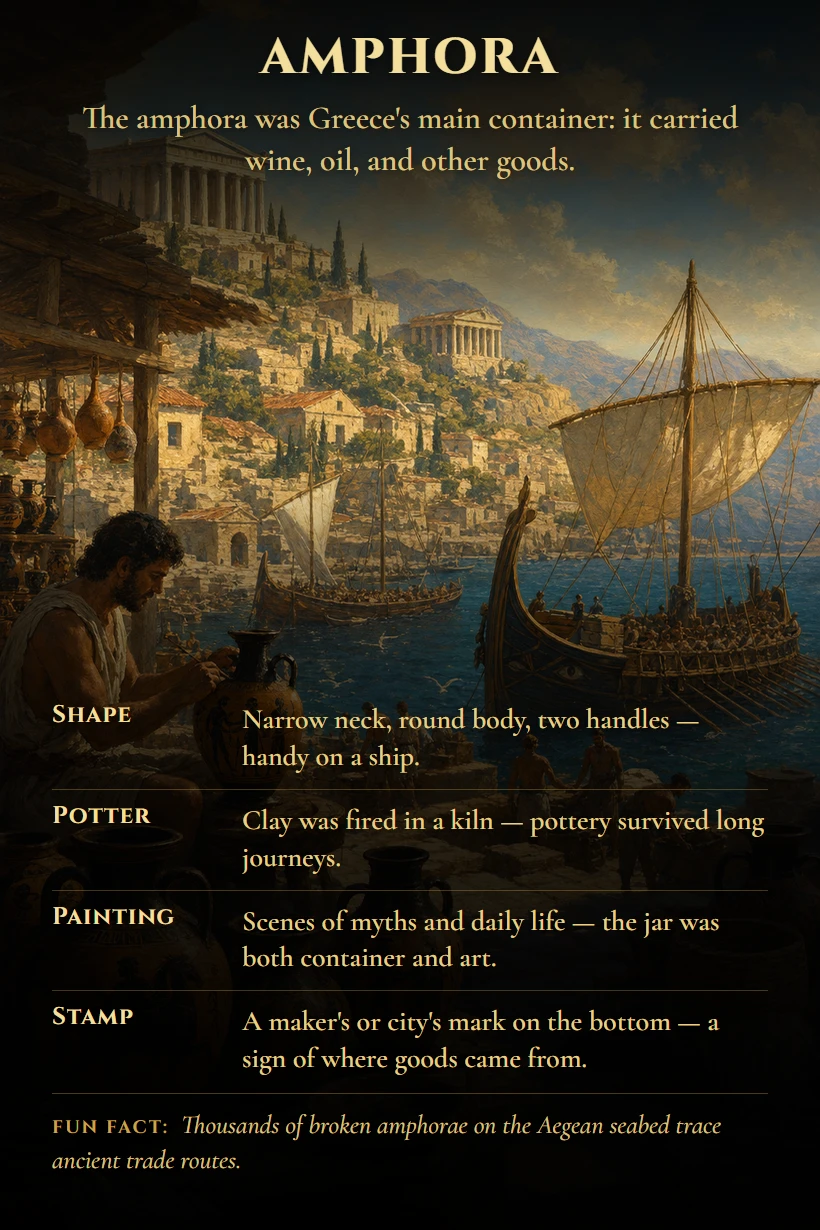 AMPHORA
The amphora was Greece's main container: it carried
wine, oil, and other goods.
SHAPE
Narrow neck, round body, two handles —
handy on a ship.
POTTER
Clay was fired in a kiln — pottery survived long
journeys.
PAINTING
Scenes of myths and daily life — the jar was
both container and art.
STAMP
A maker's or city's mark on the bottom — a
sign of where goods came from.
FUN FACT: Thousands of broken amphorae on the Aegean seabed trace
ancient trade routes.